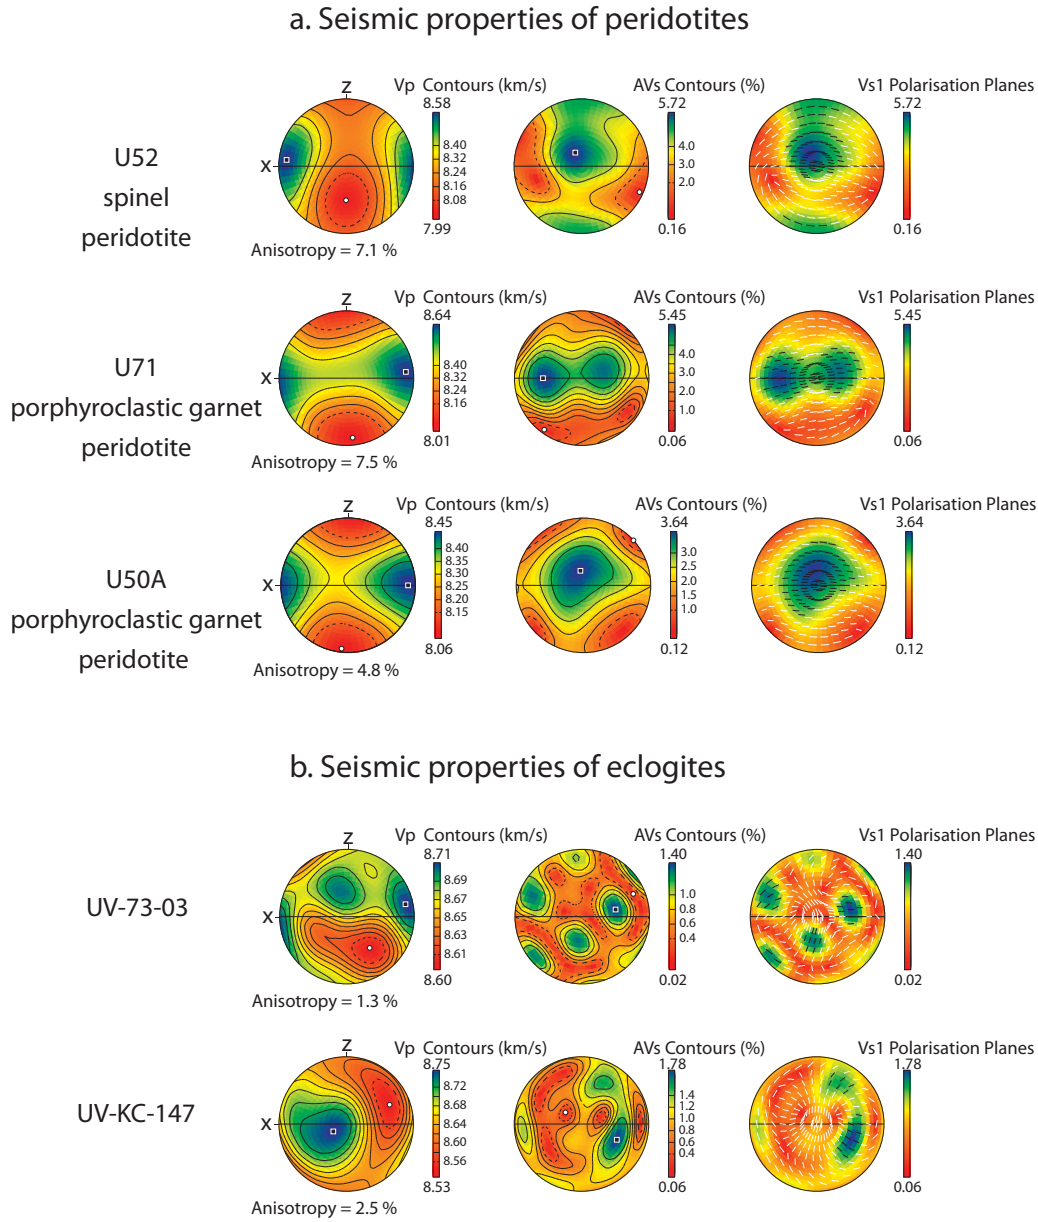 a. Seismic properties of peridotites
Vp Contours (km/s) AVs Contours (%) Vs1 Polarisation Planes
Z 8.58 5.72 5.72
U52
spinel
peridotite
X
8.40
8.32
8.24
8.16
8.08
7.99
4.0
3.0
2.0
0.16
0.16
Anisotropy = 7.1 %
Vp Contours (km/s) AVs Contours (%) Vs1 Polarisation Planes
Z 8.64 5.45 5.45
U71
porphyroclastic garnet
peridotite
X
8.40
8.32
8.24
8.16
8.01
4.0
3.0
2.0
1.0
0.06
0.06
Anisotropy = 7.5 %
Vp Contours (km/s) AVs Contours (%) Vs1 Polarisation Planes
Z 8.45 3.64 3.64
U50A
porphyroclastic garnet
peridotite
X
8.40
8.35
8.30
8.25
8.20
8.15
8.06
3.0
2.5
2.0
1.5
1.0
0.12
0.12
Anisotropy = 4.8 %
b. Seismic properties of eclogites
Vp Contours (km/s) AVs Contours (%) Vs1 Polarisation Planes
Z 8.71 1.40 1.40
UV-73-03
X
8.69
8.67
8.65
8.63
8.61
8.60
1.0
0.8
0.6
0.4
0.02
0.02
Anisotropy = 1.3 %
Vp Contours (km/s) AVs Contours (%) Vs1 Polarisation Planes
Z 8.75 1.78 1.78
UV-KC-147
X
8.72
8.68
8.64
8.60
8.56
8.53
1.4
1.2
1.0
0.8
0.6
0.4
0.06
0.06
Anisotropy = 2.5 %